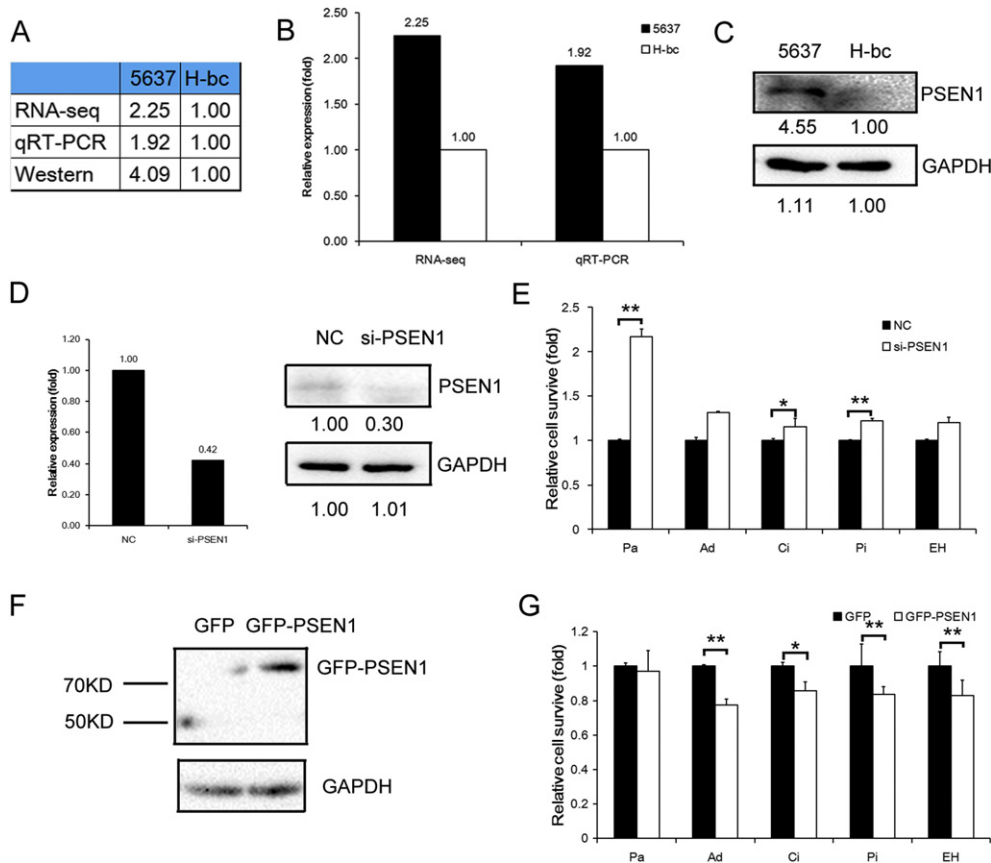 A
5637 H-bc
RNA-seq 2.25 1.00
qRT-PCR 1.92 1.00
Western 4.09 1.00
B
Relative expression (fold)
2.50
2.00
1.50
1.00
0.50
0.00
2.25
1.00
1.92
1.00
RNA-seq qRT-PCR
5637
H-bc
C
5637 H-bc
PSEN1
4.55 1.00
GAPDH
1.11 1.00
D
Relative expression (fold)
1.20
1.00
0.80
0.60
0.40
0.20
0.00
1.00
0.42
NC si-PSEN1
NC si-PSEN1
PSEN1
1.00 0.30
GAPDH
1.00 1.01
E
Relative cell survive (fold)
2.5
2
1.5
1
0.5
0
**
*
**
NC
si-PSEN1
Pa Ad Ci Pi EH
F
GFP GFP-PSEN1
GFP-PSEN1
70KD
50KD
GAPDH
G
GFP GFP-PSEN1
Relative cell survive (fold)
1.2
1
0.8
0.6
0.4
0.2
0
**
*
**
**
Pa Ad Ci Pi EH